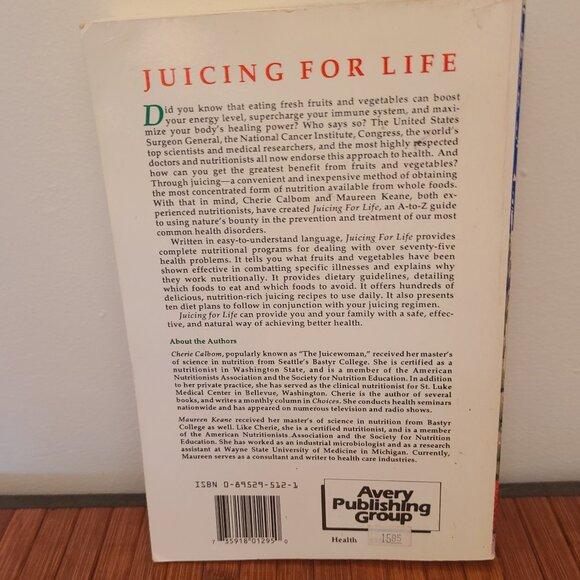 JUICING FOR LIFE
Did you know that eating fresh fruits and vegetables can boost
your energy level, supercharge your immune system, and maxi-
mize your body's healing power? Who says so? The United States
Surgeon General, the National Cancer Institute, Congress, the world's
top scientists and medical researchers, and the most highly respected
doctors and nutritionists all now endorse this approach to health. And
how can you get the greatest benefit from fruits and vegetables?
Through juicing—a convenient and inexpensive method of obtaining
the most concentrated form of nutrition available from whole foods.
With that in mind, Cherie Calbom and Maureen Keane, both ex-
perienced nutritionists, have created Juicing For Life, an A-to-Z guide
to using nature's bounty in the prevention and treatment of our most
common health disorders.
Written in easy-to-understand language, Juicing For Life provides
complete nutritional programs for dealing with over seventy-five
health problems. It tells you what fruits and vegetables have been
shown effective in combatting specific illnesses and explains why
they work nutritionally. It provides dietary guidelines, detailing
which foods to eat and which foods to avoid. It offers hundreds of
delicious, nutrition-rich juicing recipes to use daily. It also presents
ten diet plans to follow in conjunction with your juicing regimen.
Juicing for Life can provide you and your family with a safe, effec-
tive, and natural way of achieving better health.
About the Authors
Cherie Calbom, popularly known as "The Juicewoman," received her master's
of science in nutrition from Seattle's Bastyr College. She is certified as a
nutritionist in Washington State, and is a member of the American
Nutritionists Association and the Society for Nutrition Education. In addition
to her private practice, she has served as the clinical nutritionist for St. Luke
Medical Center in Bellevue, Washington. Cherie is the author of several
books, and writes a monthly column in Choices. She conducts health seminars
nationwide and has appeared on numerous television and radio shows.
Maureen Keane received her master's of science in nutrition from Bastyr
College as well. Like Cherie, she is a certified nutritionist, and is a member
of the American Nutritionists Association and the Society for Nutrition
Education. She has worked as an industrial microbiologist and as a research
assistant at Wayne State University of Medicine in Michigan. Currently,
Maureen serves as a consultant and writer to health care industries.
ISBN 0-89529-512-1
7 35918 01295 0
Avery
Publishing
Group
Health
1595